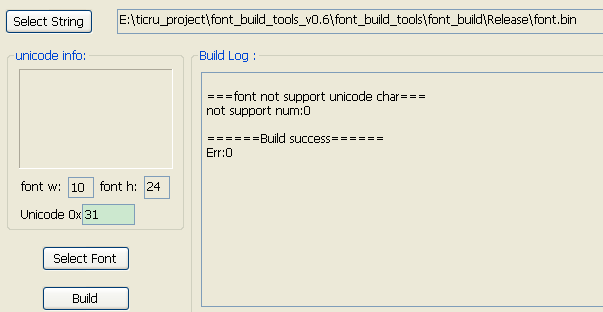 Select String
E:\ticru_project\font_build_tools_v0.6\font_build_tools\font_build\Release\font.bin
unicode info:
font w: 10 font h: 24
Unicode 0x 31
Select Font
Build
Build Log :
===font not support unicode char===
not support num:0
======Build success======
Err:0